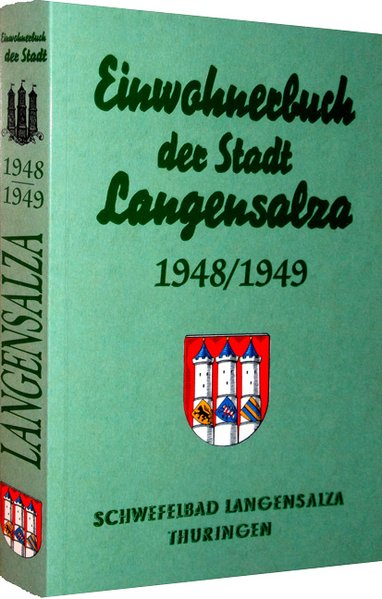 Einwohnerbuch
der Stadt
Langensalza
1948/1949
SCHWEFELBAD LANGENSALZA
THÜRINGEN
Einwohnerbuch
der Stadt
1948
1949
LANGENSALZA